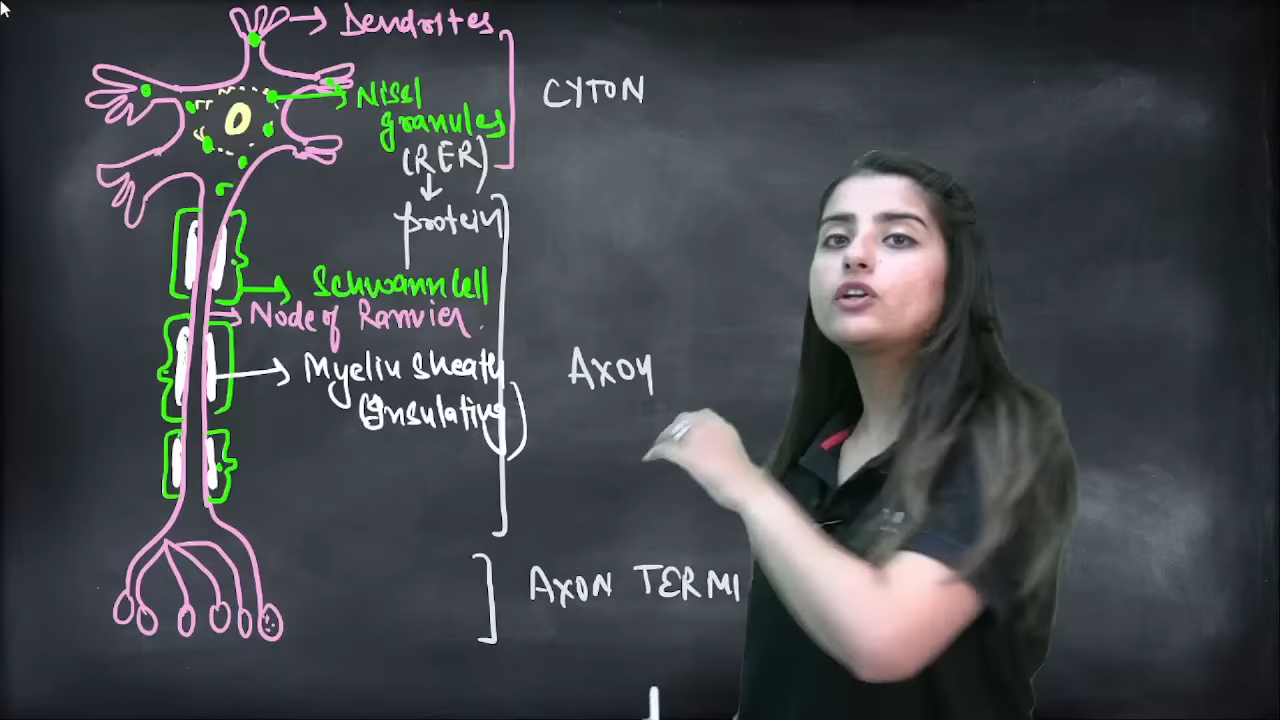 Dendrites
CYTON
Nissl
granules
(RER)
↓
protein
Schwann Cell
Node of Ranvier.
Myelin Sheath
(Insulative)
AXON
AXON TERMI